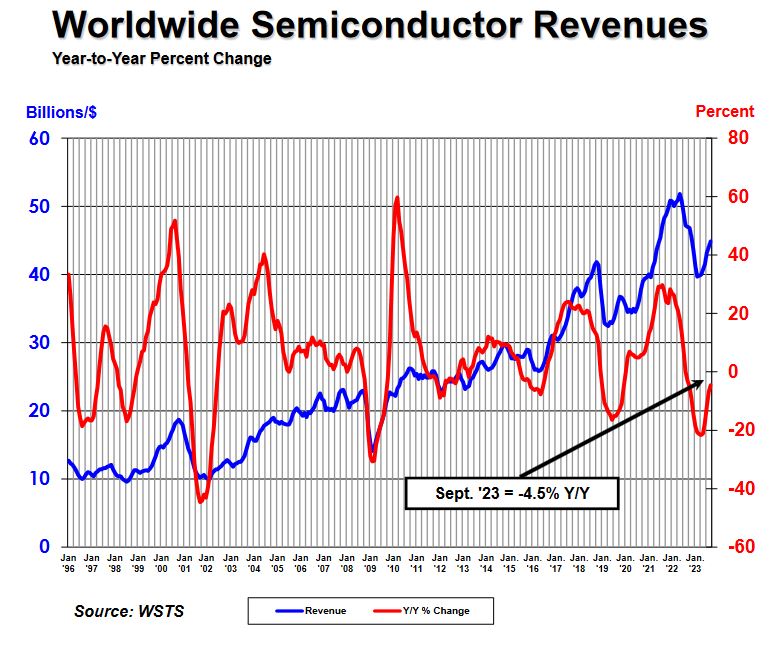 Worldwide Semiconductor Revenues
Year-to-Year Percent Change
Billions/$
Percent
60
50
40
30
20
10
0
80
60
40
20
0
-20
-40
-60
Sept. '23 = -4.5% Y/Y
Jan Jan Jan Jan Jan Jan Jan Jan Jan Jan Jan Jan Jan Jan Jan Jan. Jan. Jan. Jan. Jan. Jan. Jan. Jan. Jan. Jan. Jan. Jan. Jan.
'96 '97 '98 '99 '00 '01 '02 '03 '04 '05 '06 '07 '08 '09 '10 '11 '12 '13 '14 '15 '16 '17 '18 '19 '20 '21 '22 '23
Source: WSTS
Revenue Y/Y % Change